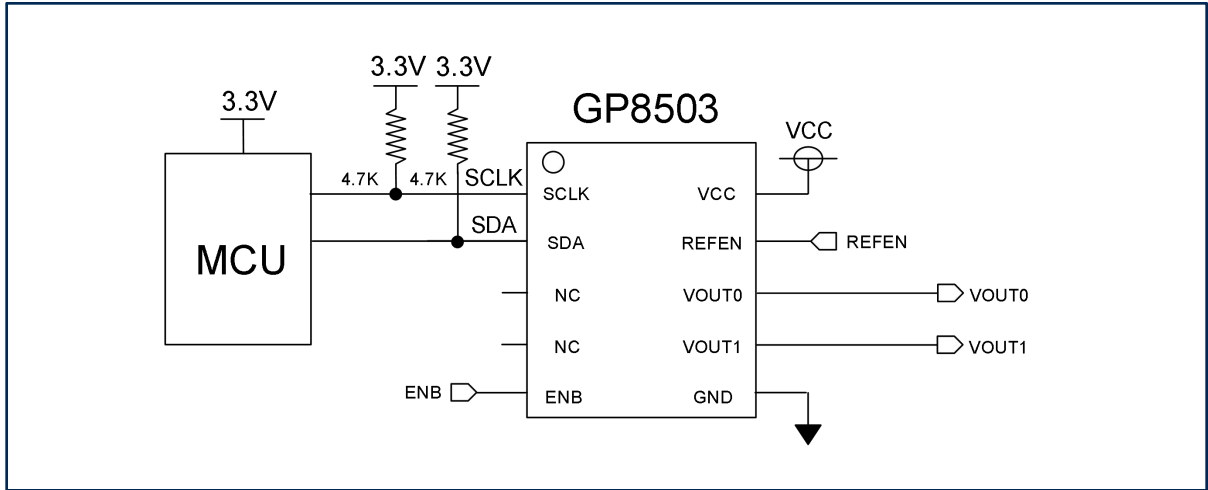 3.3V 3.3V
3.3V
GP8503
VCC
4.7K 4.7K SCLK
SCLK VCC
SDA
SDA REFEN REFEN
MCU
NC VOUT0 VOUT0
NC VOUT1 VOUT1
ENB ENB GND